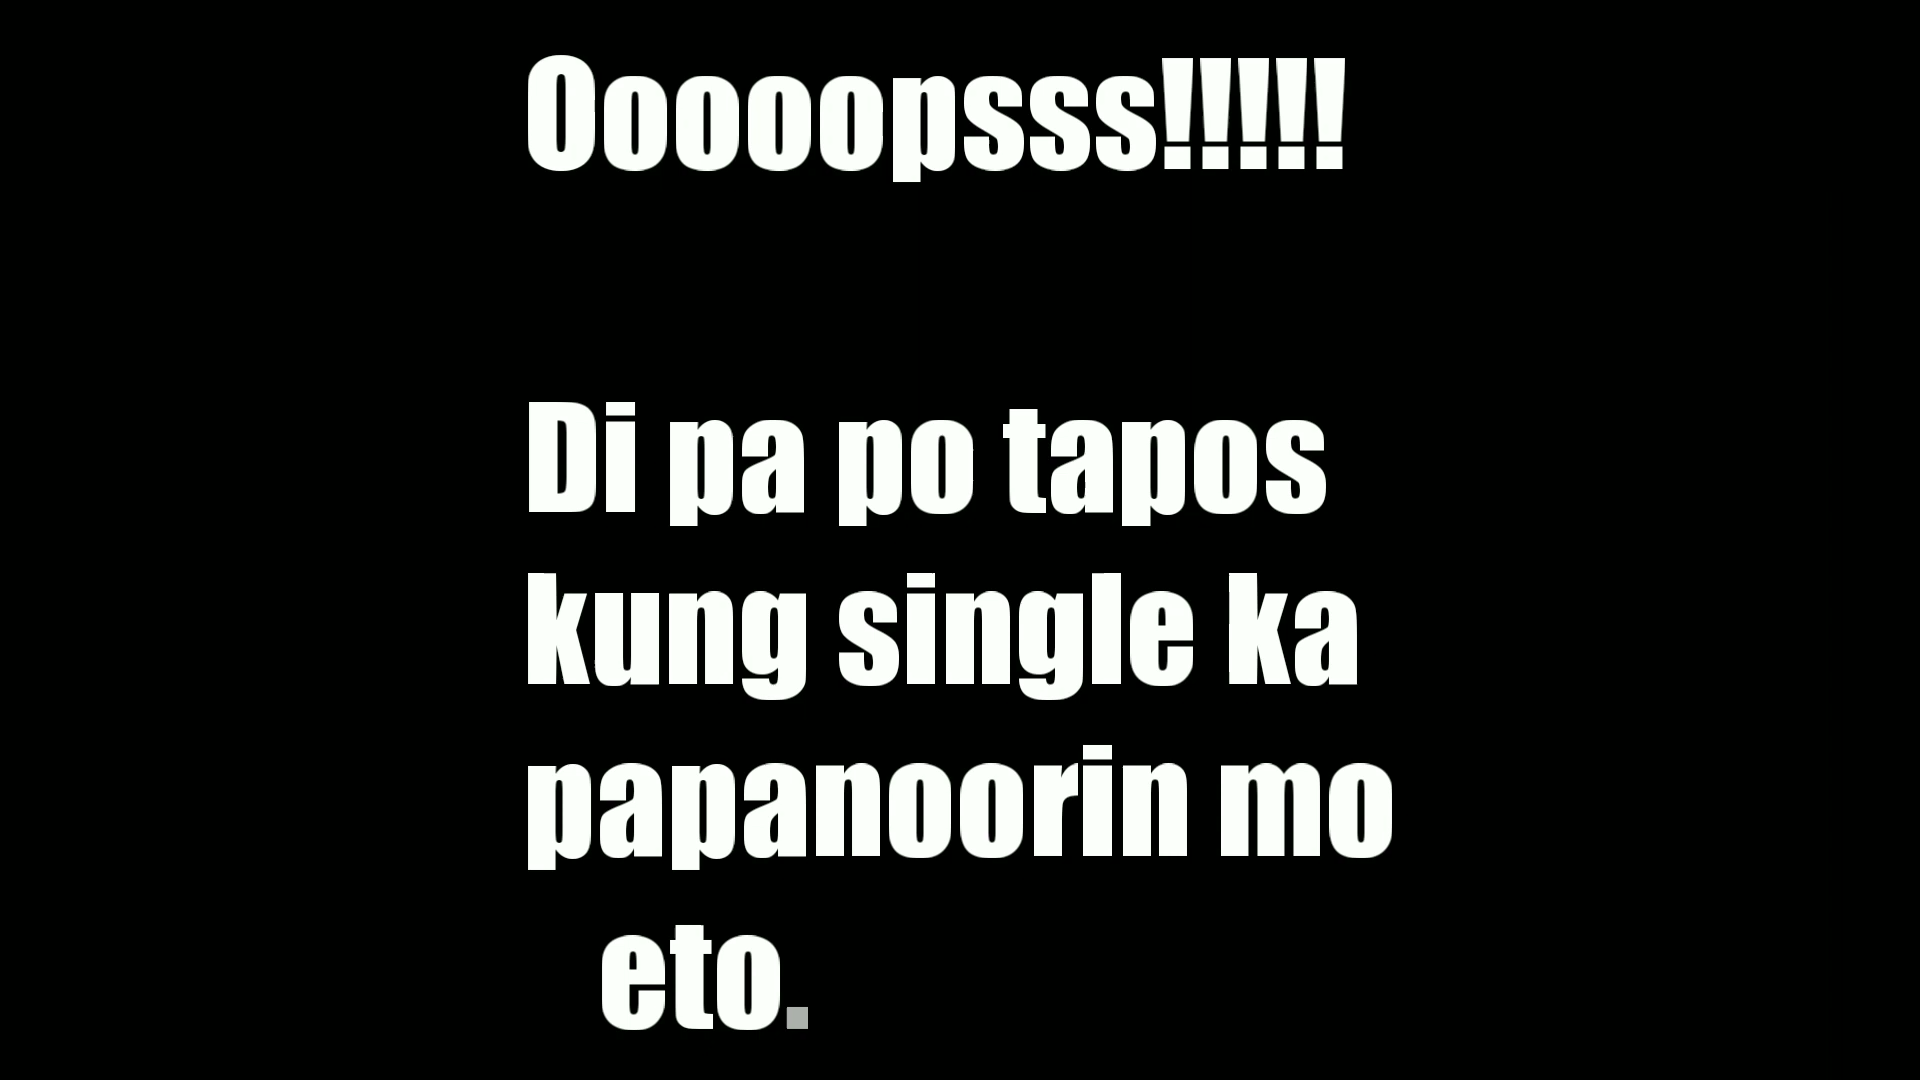 Ooooopsss!!!!!
Di pa po tapos
kung single ka
papanoorin mo
eto.